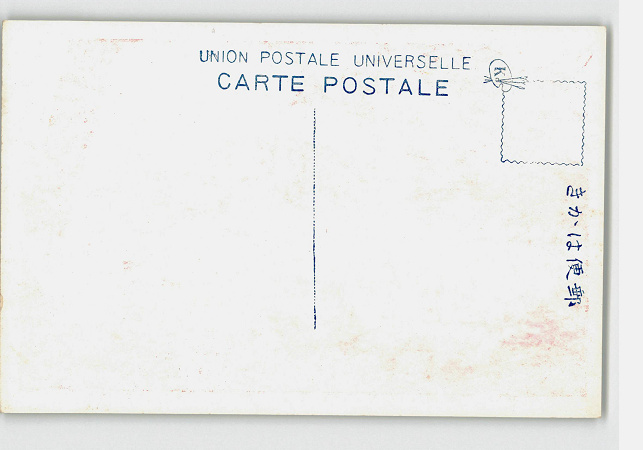 UNION POSTALE UNIVERSELLE
CARTE POSTALE
K.
きかは便郵